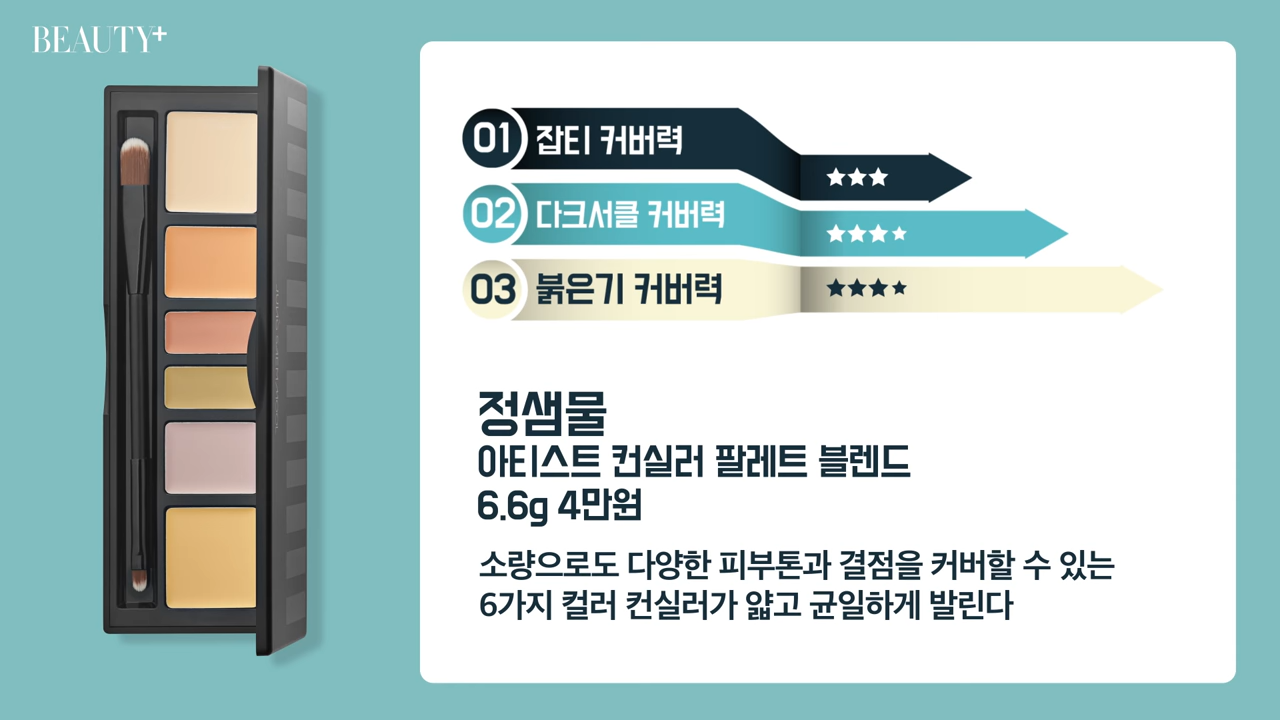 BEAUTY+
01 잡티 커버력
★★★
02 다크서클 커버력
★★★★
03 붉은기 커버력
★★★★
정샘물
아티스트 컨실러 팔레트 블렌드
6.6g 4만원
소량으로도 다양한 피부톤과 결점을 커버할 수 있는
6가지 컬러 컨실러가 얇고 균일하게 발린다